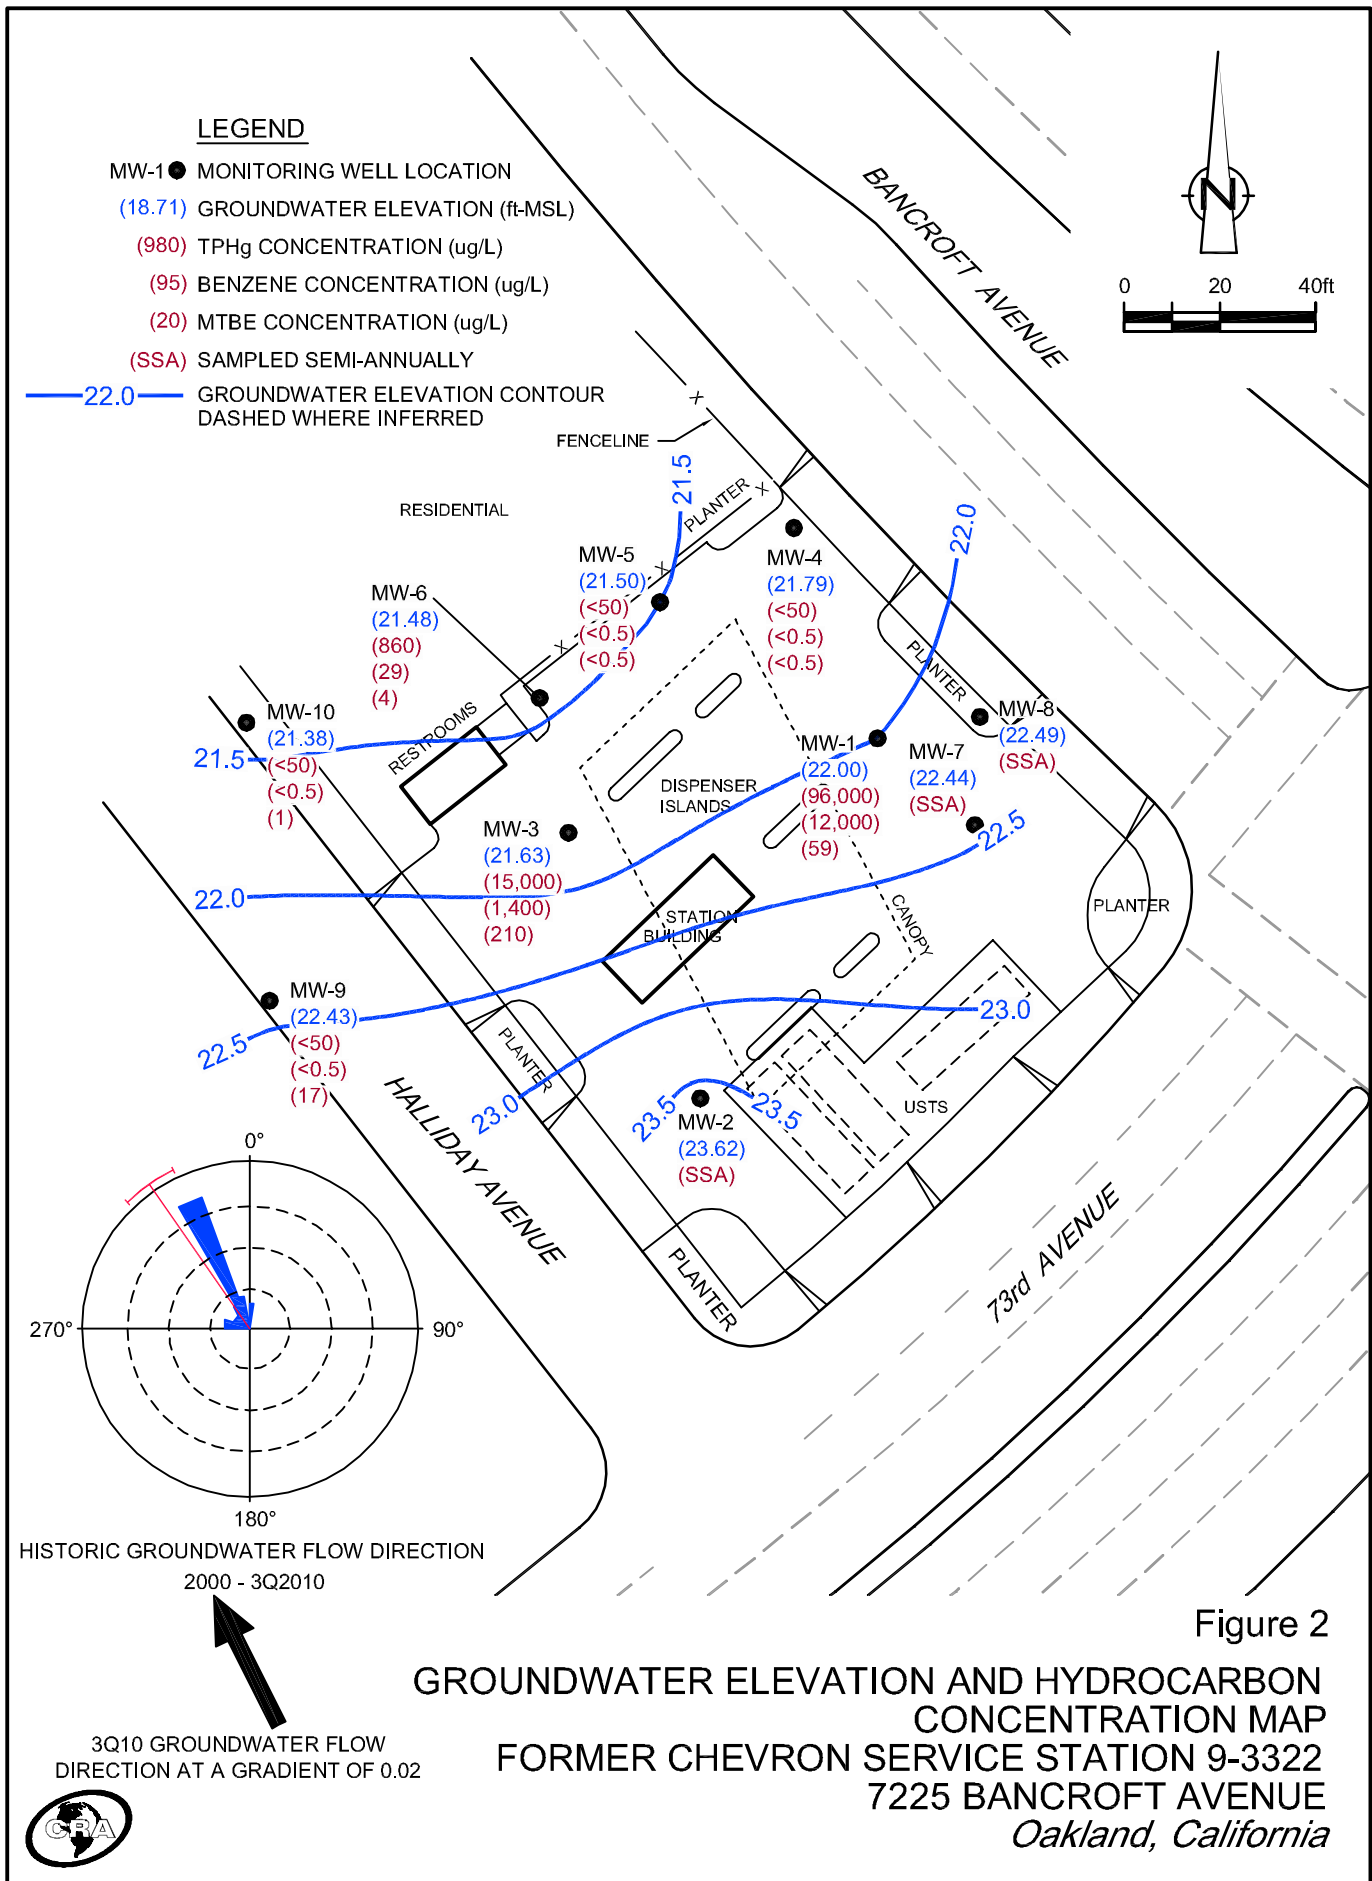 LEGEND
MW-1 MONITORING WELL LOCATION
(18.71) GROUNDWATER ELEVATION (ft-MSL)
(980) TPHg CONCENTRATION (ug/L)
(95) BENZENE CONCENTRATION (ug/L)
(20) MTBE CONCENTRATION (ug/L)
(SSA) SAMPLED SEMI-ANNUALLY
22.0 GROUNDWATER ELEVATION CONTOUR
DASHED WHERE INFERRED
BANCROFT AVENUE
N
0 20 40ft
X
FENCELINE
21.5
PLANTER
X
RESIDENTIAL
22.0
MW-5
(21.50)
(<50)
(<0.5)
(<0.5)
X
MW-4
(21.79)
(<50)
(<0.5)
(<0.5)
MW-6
(21.48)
(860)
(29)
(4)
X
PLANTER
MW-10
(21.38)
(<50)
(<0.5)
(1)
21.5
RESTROOMS
MW-8
(22.49)
(SSA)
MW-1
(22.00)
(96,000)
(12,000)
(59)
MW-7
(22.44)
(SSA)
DISPENSER
ISLANDS
22.5
MW-3
(21.63)
(15,000)
(1,400)
(210)
22.0
STATION
BUILDING
CANOPY
PLANTER
MW-9
(22.43)
(<50)
(<0.5)
(17)
22.5
PLANTER
23.0
23.0
USTS
23.5
23.5
MW-2
(23.62)
(SSA)
HALLIDAY AVENUE
PLANTER
73rd AVENUE
0°
270°
90°
180°
HISTORIC GROUNDWATER FLOW DIRECTION
2000 - 3Q2010
3Q10 GROUNDWATER FLOW
DIRECTION AT A GRADIENT OF 0.02
CRA
Figure 2
GROUNDWATER ELEVATION AND HYDROCARBON
CONCENTRATION MAP
FORMER CHEVRON SERVICE STATION 9-3322
7225 BANCROFT AVENUE
Oakland, California